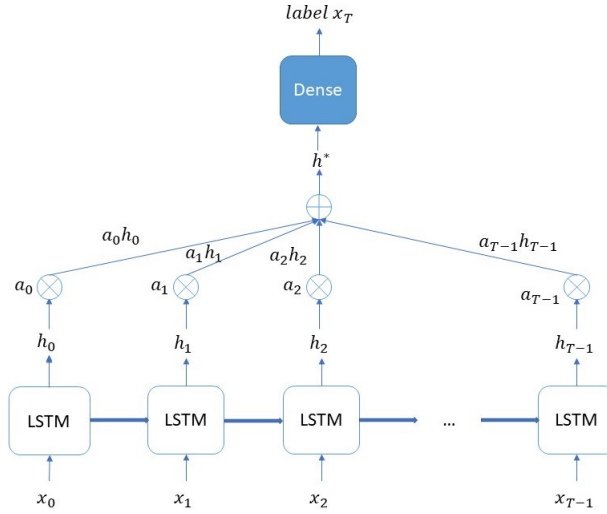 label x_T
Dense
h^*
a_0h_0
a_1h_1
a_2h_2
a_{T−1}h_{T−1}
a_0
a_1
a_2
a_{T−1}
h_0
h_1
h_2
h_{T−1}
LSTM
LSTM
LSTM
...
LSTM
x_0
x_1
x_2
x_{T−1}